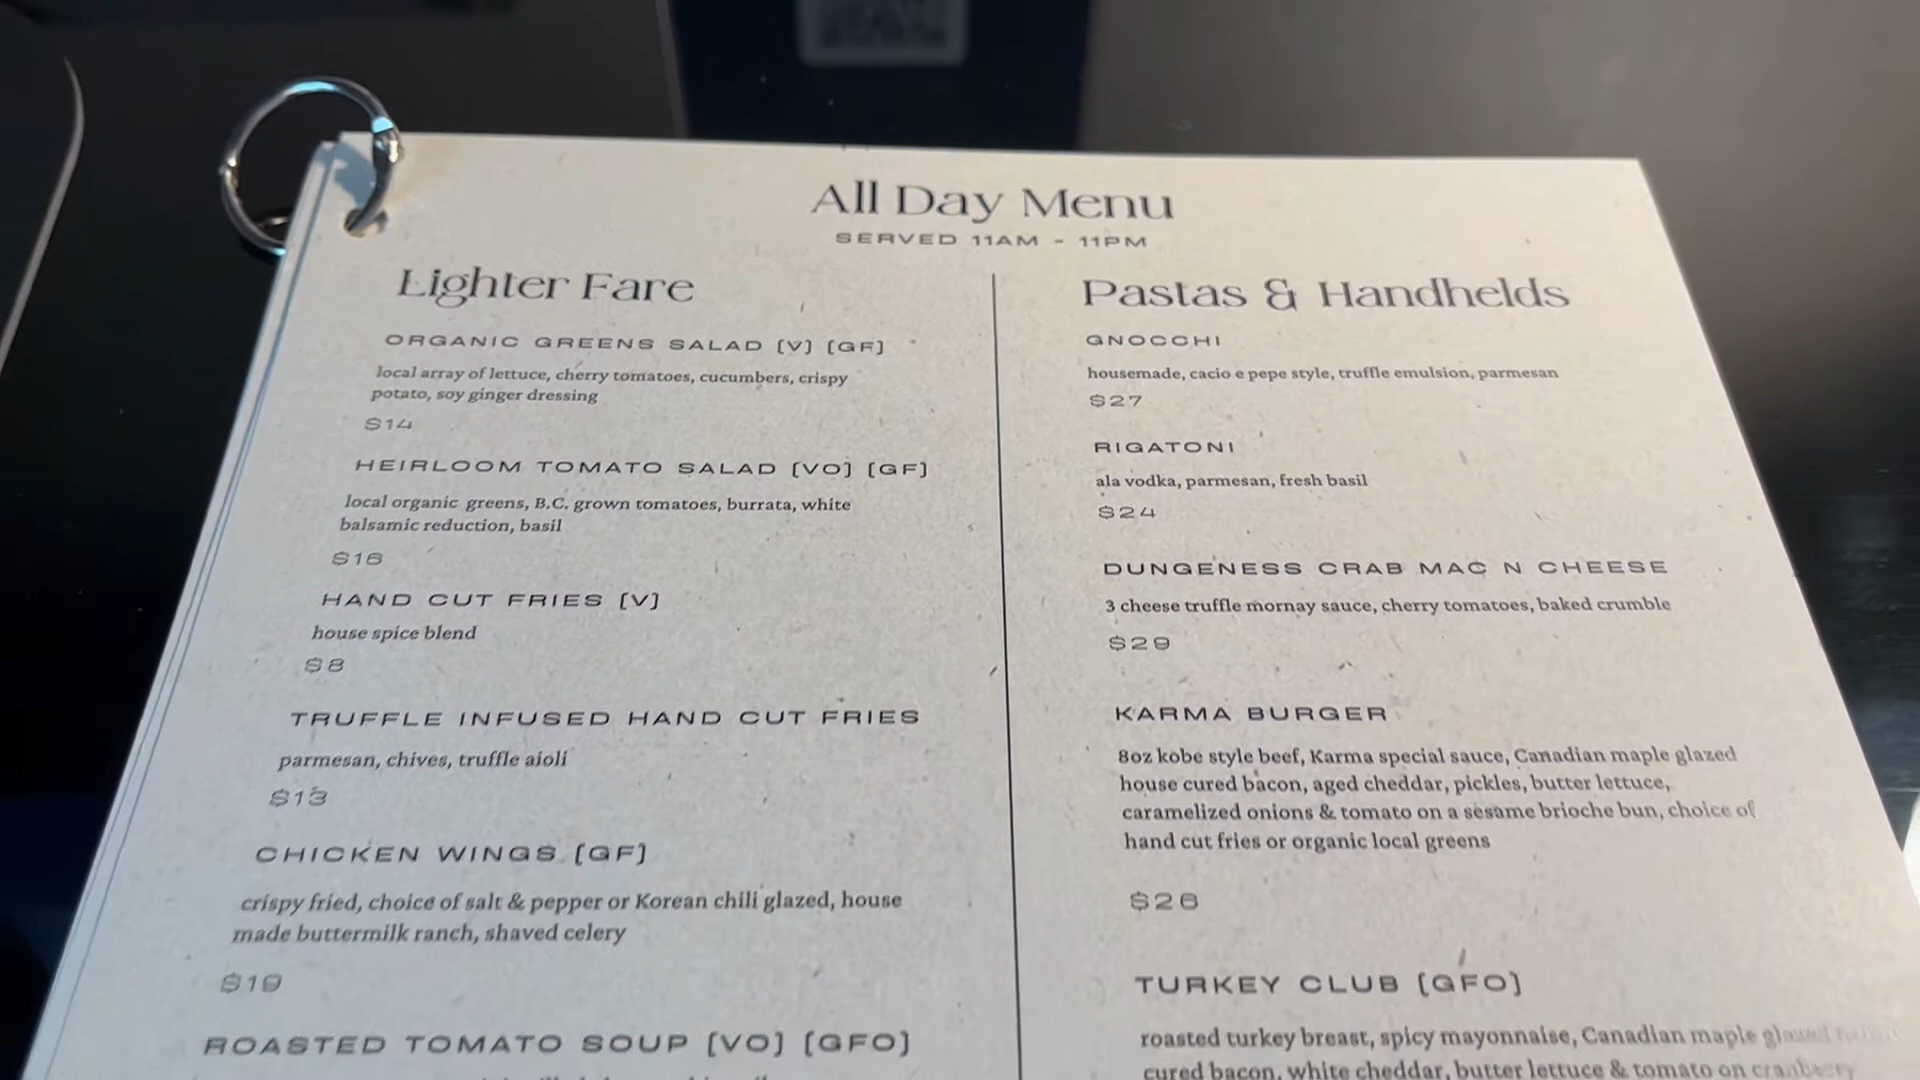 All Day Menu
SERVED 11AM - 11PM
Lighter Fare
ORGANIC GREENS SALAD (V) (GF)
local array of lettuce, cherry tomatoes, cucumbers, crispy
potato, soy ginger dressing
$14
HEIRLOOM TOMATO SALAD (VO) (GF)
local organic greens, B.C. grown tomatoes, burrata, white
balsamic reduction, basil
$16
HAND CUT FRIES (V)
house spice blend
$8
TRUFFLE INFUSED HAND CUT FRIES
parmesan, chives, truffle aioli
$13
CHICKEN WINGS (GF)
crispy fried, choice of salt & pepper or Korean chili glazed, house
made buttermilk ranch, shaved celery
$19
ROASTED TOMATO SOUP (VO) (GFO)
Pastas & Handhelds
GNOCCHI
housemade, cacio e pepe style, truffle emulsion, parmesan
$27
RIGATONI
ala vodka, parmesan, fresh basil
$24
DUNGENESS CRAB MAC N CHEESE
3 cheese truffle mornay sauce, cherry tomatoes, baked crumble
$29
KARMA BURGER
8oz kobe style beef, Karma special sauce, Canadian maple glazed
house cured bacon, aged cheddar, pickles, butter lettuce,
caramelized onions & tomato on a sesame brioche bun, choice of
hand cut fries or organic local greens
$26
TURKEY CLUB (GFO)
roasted turkey breast, spicy mayonnaise, Canadian maple glazed
cured bacon, white cheddar, butter lettuce & tomato on cranberry